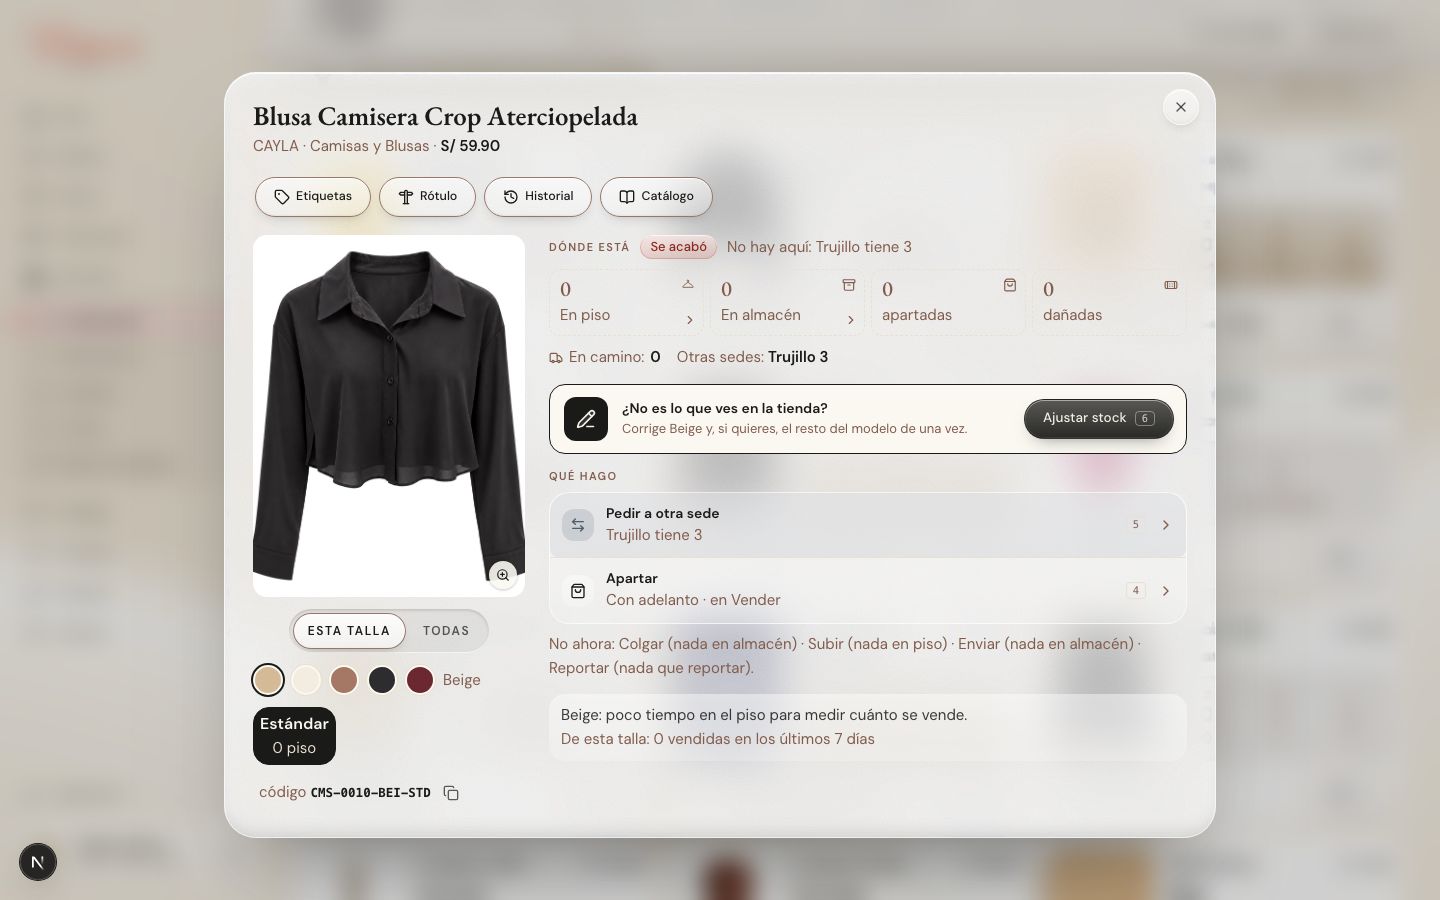 Blusa Camisera Crop Aterciopelada
CAYLA · Camisas y Blusas · S/ 59.90
Etiquetas
Rótulo
Historial
Catálogo
DÓNDE ESTÁ
Se acabó
No hay aquí: Trujillo tiene 3
0
En piso
0
En almacén
0
apartadas
0
dañadas
En camino: 0
Otras sedes: Trujillo 3
¿No es lo que ves en la tienda?
Corrige Beige y, si quieres, el resto del modelo de una vez.
Ajustar stock 6
QUÉ HAGO
Pedir a otra sede
Trujillo tiene 3
5
Apartar
Con adelanto · en Vender
4
No ahora: Colgar (nada en almacén) · Subir (nada en piso) · Enviar (nada en almacén) ·
Reportar (nada que reportar).
Beige: poco tiempo en el piso para medir cuánto se vende.
De esta talla: 0 vendidas en los últimos 7 días
ESTA TALLA
TODAS
Beige
Estándar
0 piso
código CMS-0010-BEI-STD
N